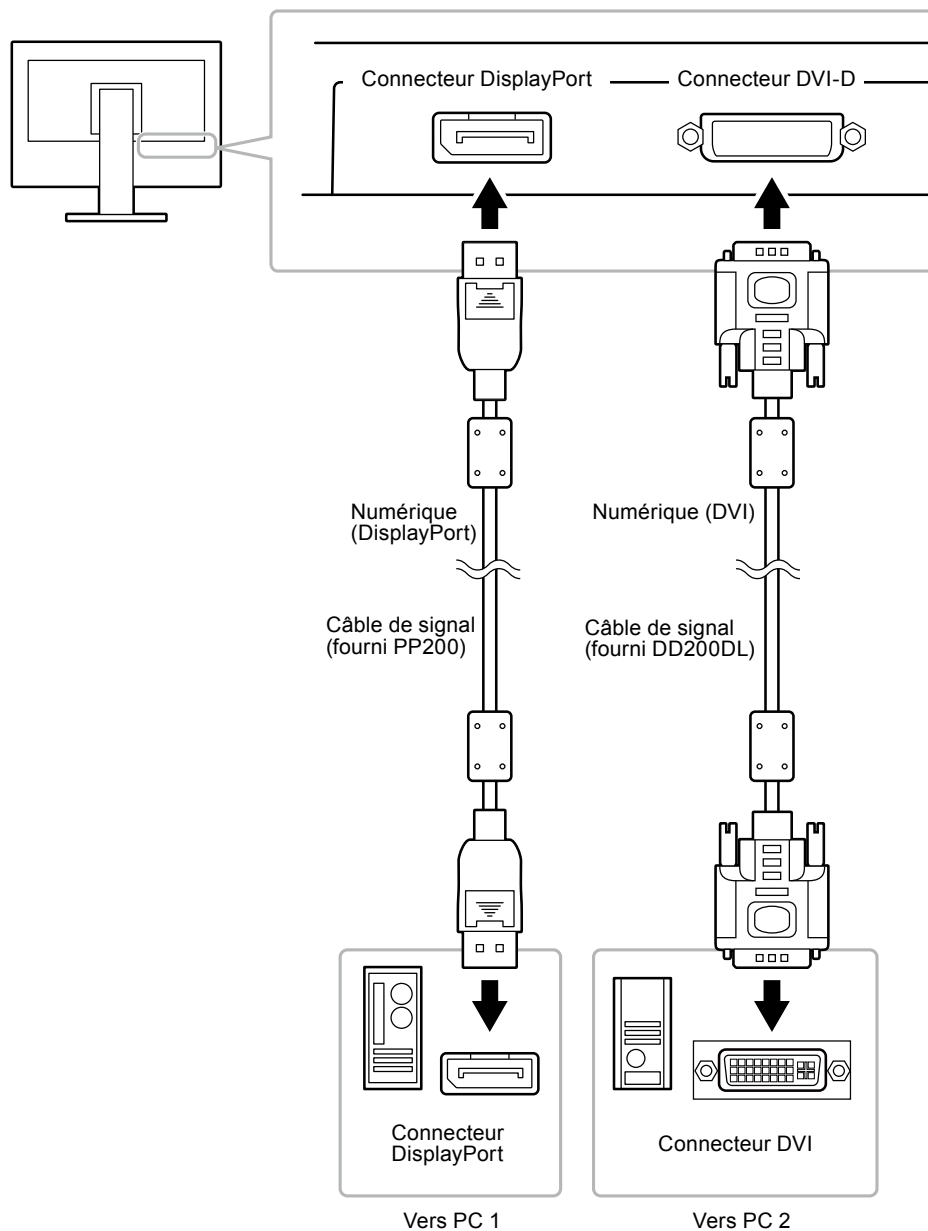 Connecteur DisplayPort
Connecteur DVI-D
Numérique
(DisplayPort)
Numérique (DVI)
Câble de signal
(fourni PP200)
Câble de signal
(fourni DD200DL)
Connecteur
DisplayPort
Connecteur DVI
Vers PC 1
Vers PC 2